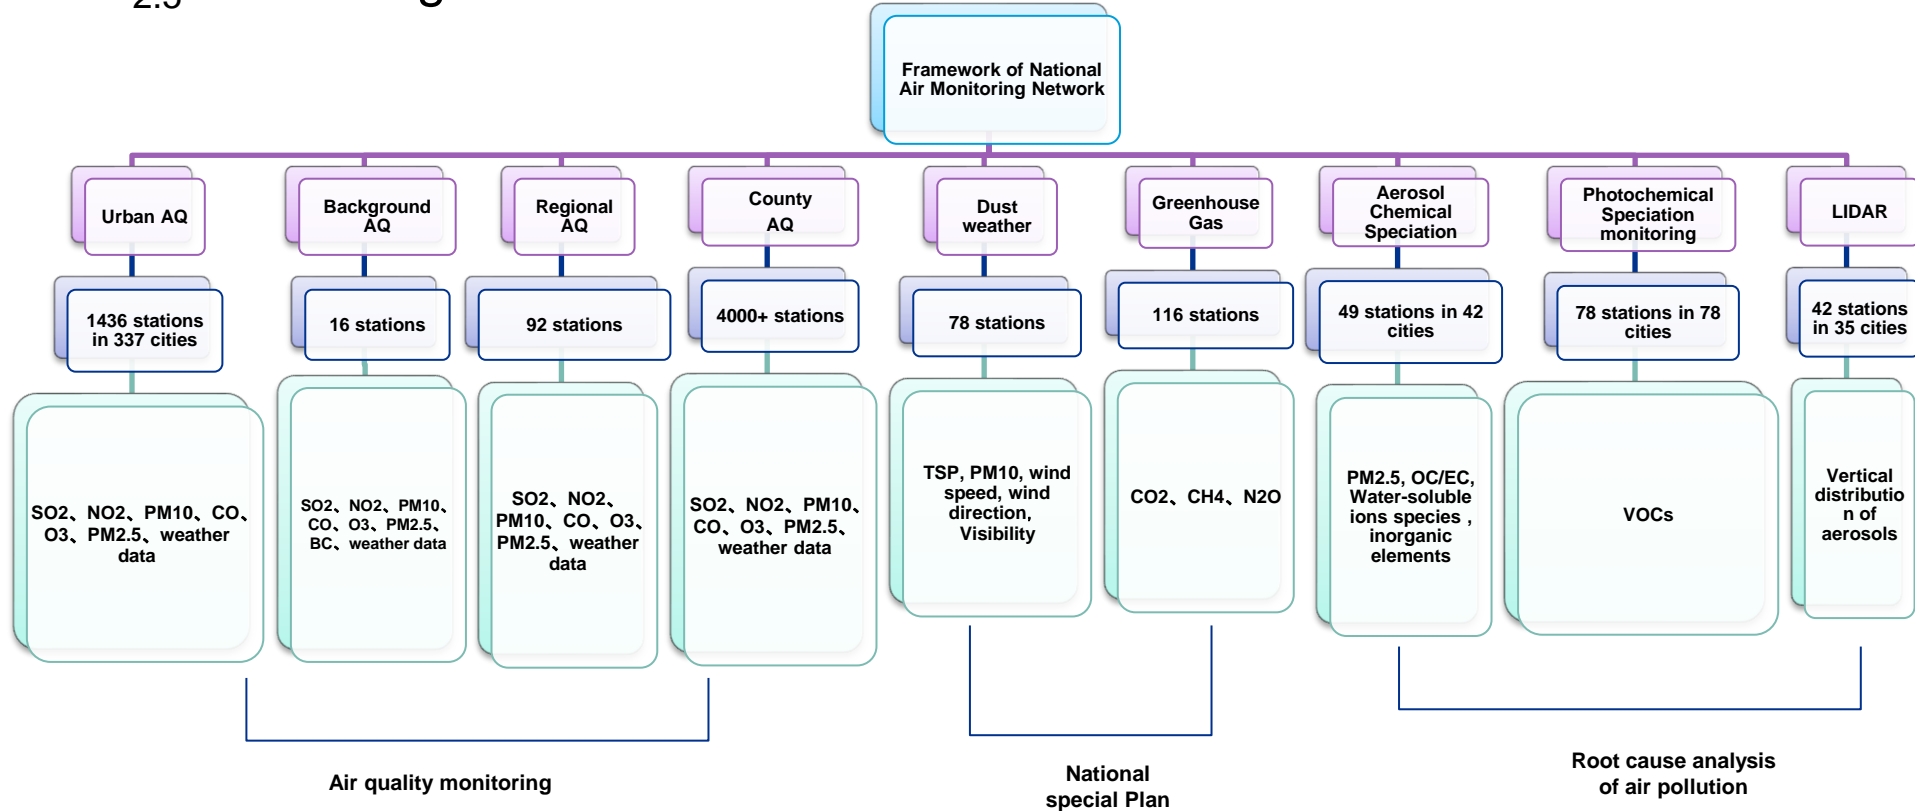 2.5
Framework of National
Air Monitoring Network
Urban AQ
Background
AQ
Regional
AQ
County
AQ
Dust
weather
Greenhouse
Gas
Aerosol
Chemical
Speciation
Photochemical
Speciation
monitoring
LIDAR
1436 stations
in 337 cities
16 stations
92 stations
4000+ stations
78 stations
116 stations
49 stations in 42
cities
78 stations in 78
cities
42 stations
in 35 cities
SO2、NO2、PM10、CO、
O3、PM2.5、weather
data
SO2、NO2、PM10、
CO、O3、PM2.5、
BC、weather data
SO2、NO2、
PM10、CO、O3、
PM2.5、weather
data
SO2、NO2、PM10、
CO、O3、PM2.5、
weather data
TSP, PM10, wind
speed, wind
direction,
Visibility
CO2、CH4、N2O
PM2.5, OC/EC,
Water-soluble
ions species ,
inorganic
elements
VOCs
Vertical
distributio
n of
aerosols
Air quality monitoring
National
special Plan
Root cause analysis
of air pollution